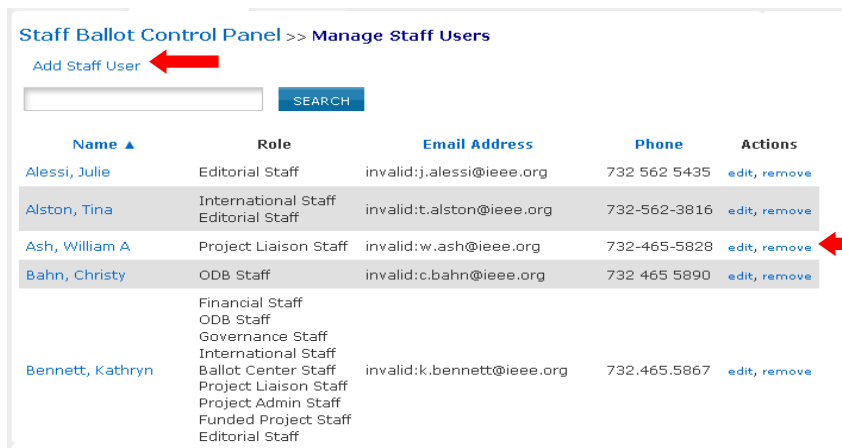 Staff Ballot Control Panel >> Manage Staff Users
Add Staff User
SEARCH
Name ▲ Role Email Address Phone Actions
Alessi, Julie Editorial Staff invalid:j.alessi@ieee.org 732 562 5435 edit, remove
Alston, Tina International Staff Editorial Staff invalid:t.alston@ieee.org 732-562-3816 edit, remove
Ash, William A Project Liaison Staff invalid:w.ash@ieee.org 732-465-5828 edit, remove
Bahn, Christy ODB Staff invalid:c.bahn@ieee.org 732 465 5890 edit, remove
Financial Staff
ODB Staff
Governance Staff
International Staff
Bennett, Kathryn Ballot Center Staff invalid:k.bennett@ieee.org 732.465.5867 edit, remove
Project Liaison Staff
Project Admin Staff
Funded Project Staff
Editorial Staff